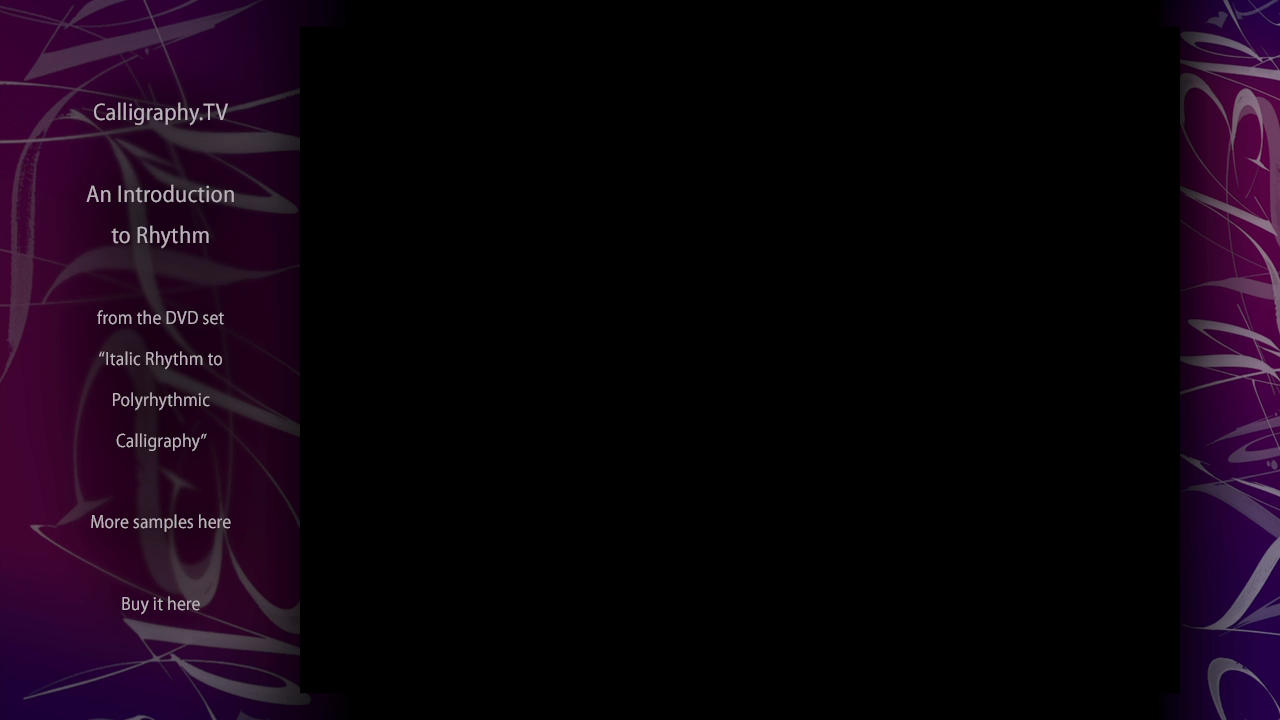 Calligraphy.TV
An Introduction
to Rhythm
from the DVD set
“Italic Rhythm to
Polyrhythmic
Calligraphy”
More samples here
Buy it here